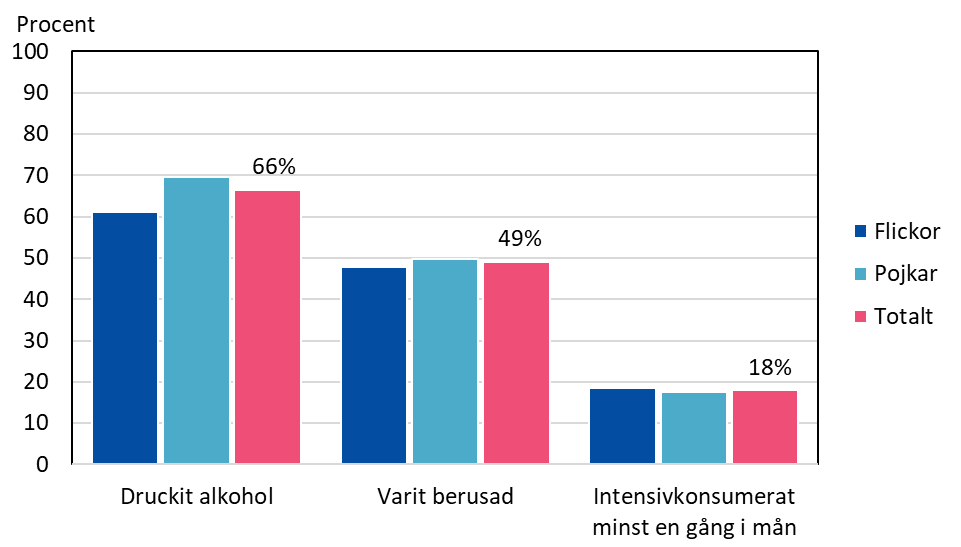 Procent
100
90
80
70
60
50
40
30
20
10
0
66%
49%
18%
Druckit alkohol
Varit berusad
Intensivkonsumerat
minst en gång i mån
Flickor
Pojkar
Totalt